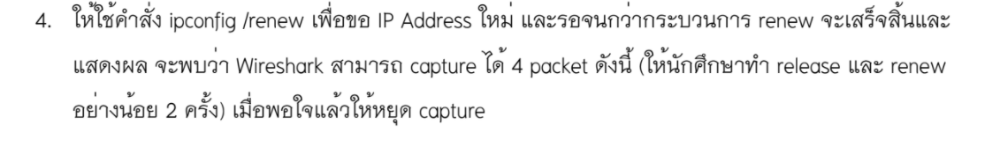 4. ให้ใช้คำสั่ง ipconfig /renew เพื่อขอ IP Address ใหม่ และรอจนกว่ากระบวนการ renew จะเสร็จสิ้นและ
แสดงผล จะพบว่า Wireshark สามารถ capture ได้ 4 packet ดังนี้ (ให้นักศึกษาทำ release และ renew
อย่างน้อย 2 ครั้ง) เมื่อพอใจแล้วให้หยุด capture